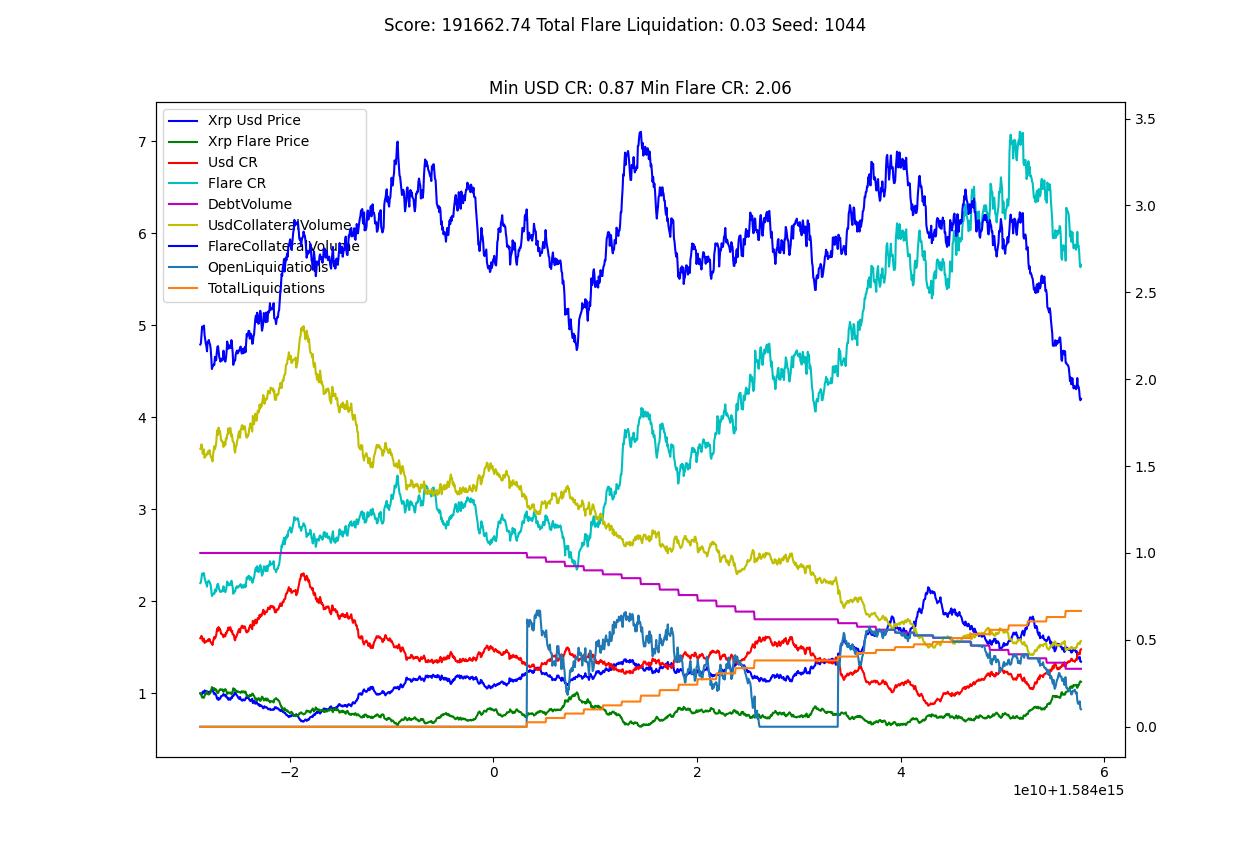 Score: 191662.74 Total Flare Liquidation: 0.03 Seed: 1044
Min USD CR: 0.87 Min Flare CR: 2.06
Xrp Usd Price
Xrp Flare Price
Usd CR
Flare CR
DebtVolume
UsdCollateralVolume
FlareCollateralVolume
OpenLiquidations
TotalLiquidations
7
6
5
4
3
2
1
3.5
3.0
2.5
2.0
1.5
1.0
0.5
0.0
−2
0
2
4
6
1e10+1.584e15